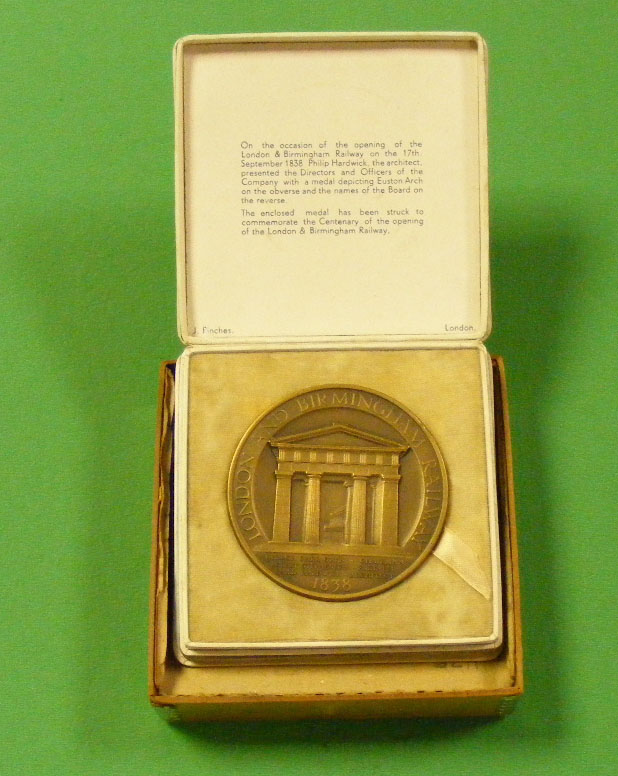 On the occasion of the opening of the
London & Birmingham Railway on the 17th.
September 1838 Philip Hardwick, the architect,
presented the Directors and Officers of the
Company with a medal depicting Euston Arch
on the obverse and the names of the Board on
the reverse.
The enclosed medal has been struck to
commemorate the Centenary of the opening
of the London & Birmingham Railway.
J. Pinches. London.
LONDON AND BIRMINGHAM RAILWAY
1838